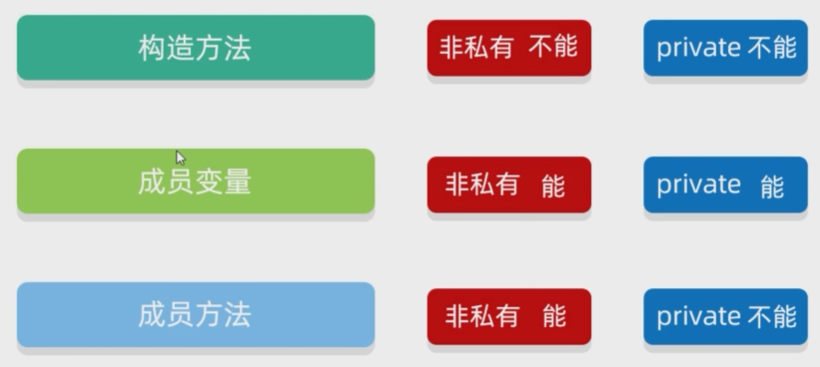 构造方法 非私有 不能 private 不能
成员变量 非私有 能 private 能
成员方法 非私有 能 private 不能